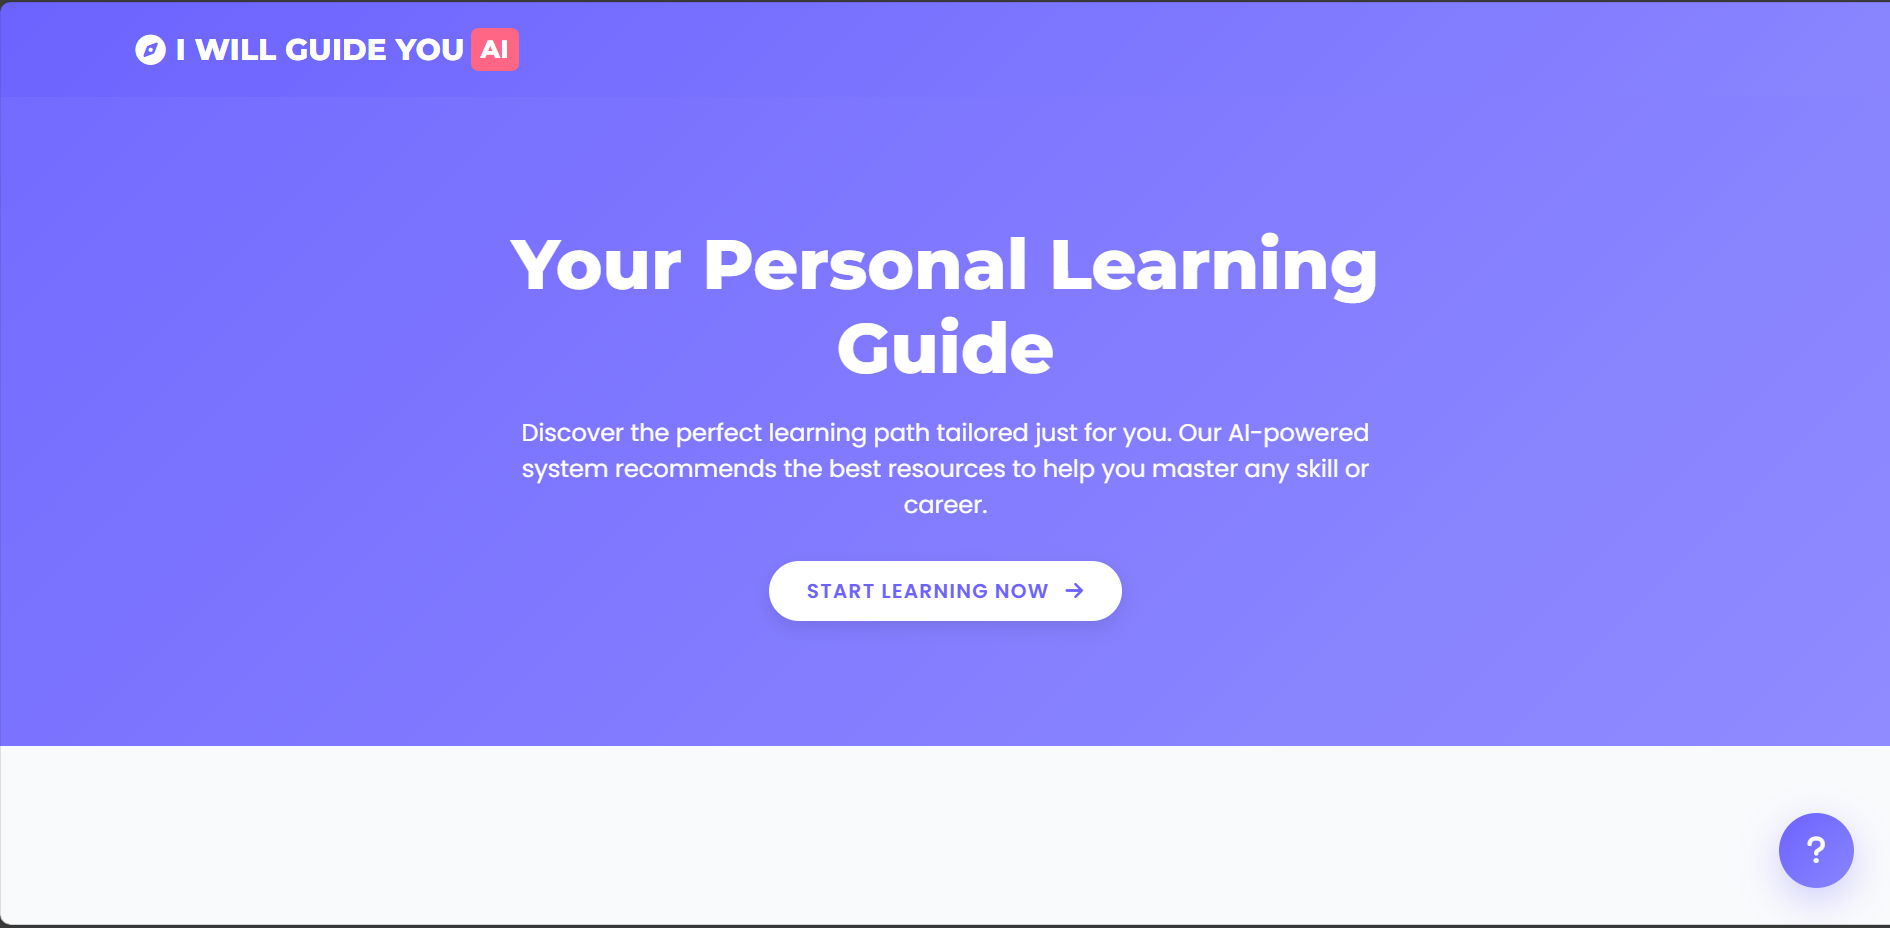 I WILL GUIDE YOU AI
Your Personal Learning
Guide
Discover the perfect learning path tailored just for you. Our AI-powered
system recommends the best resources to help you master any skill or
career.
START LEARNING NOW →
?